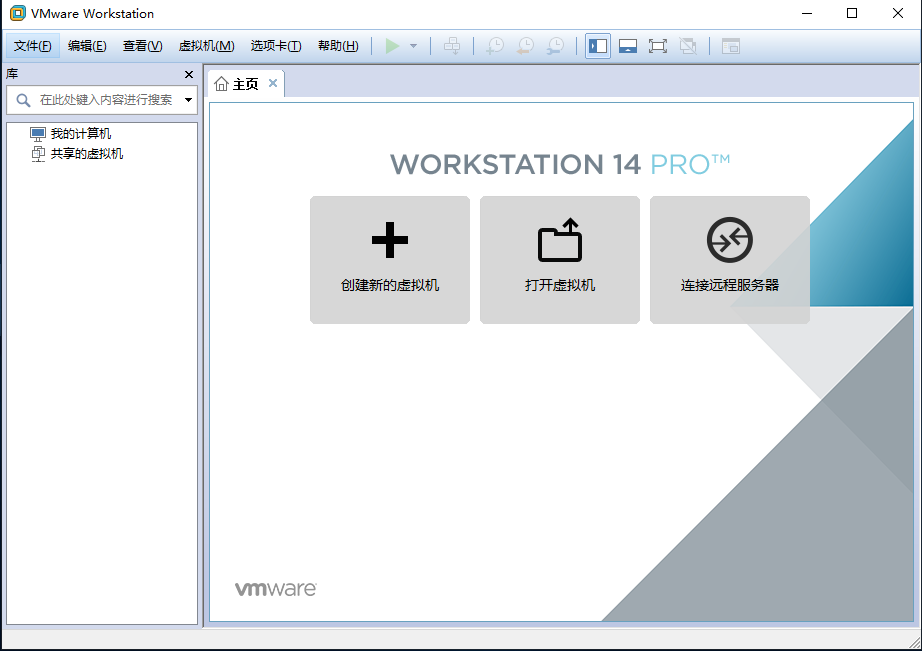 VMware Workstation
文件(F) 编辑(E) 查看(V) 虚拟机(M) 选项卡(T) 帮助(H)
库
在此处键入内容进行搜索
我的计算机
共享的虚拟机
主页
WORKSTATION 14 PRO™
创建新的虚拟机
打开虚拟机
连接远程服务器
vmware